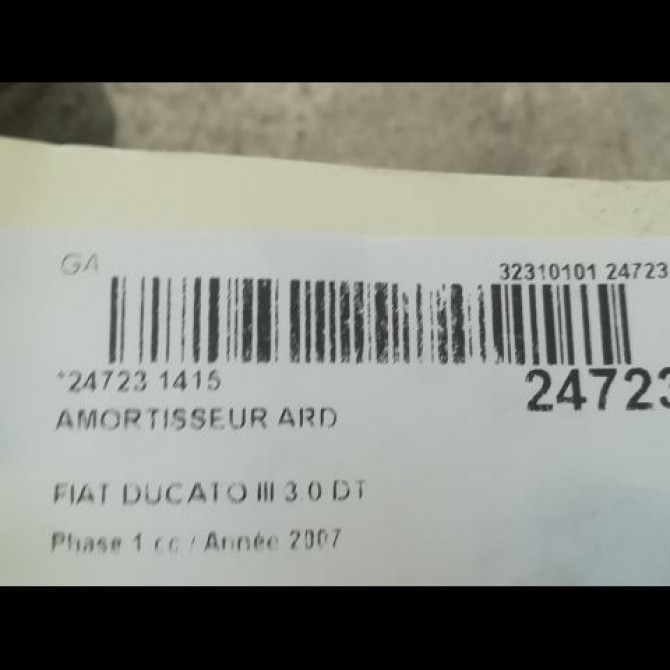 GA
32310101 24723
*24723 1415
24723
AMORTISSEUR ARD
FIAT DUCATO III 3.0 DT
Phase 1 cc / Année 2007